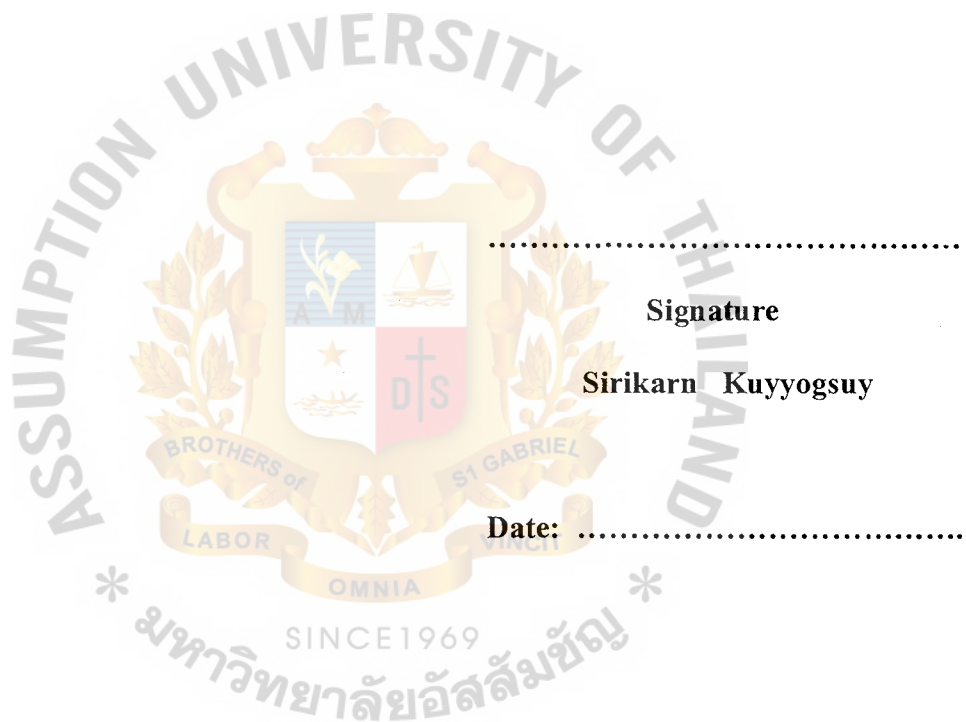 ASSUMPTION UNIVERSITY OF THAILAND
............................................
Signature
Sirikarn Kuyyogsuy
A M
D S
BROTHERS of
S1 GABRIEL
Date: .......................................
LABOR
VINCIT
OMNIA
SINCE1969
* มหาวิทยาลัยอัสสัมชัญ *